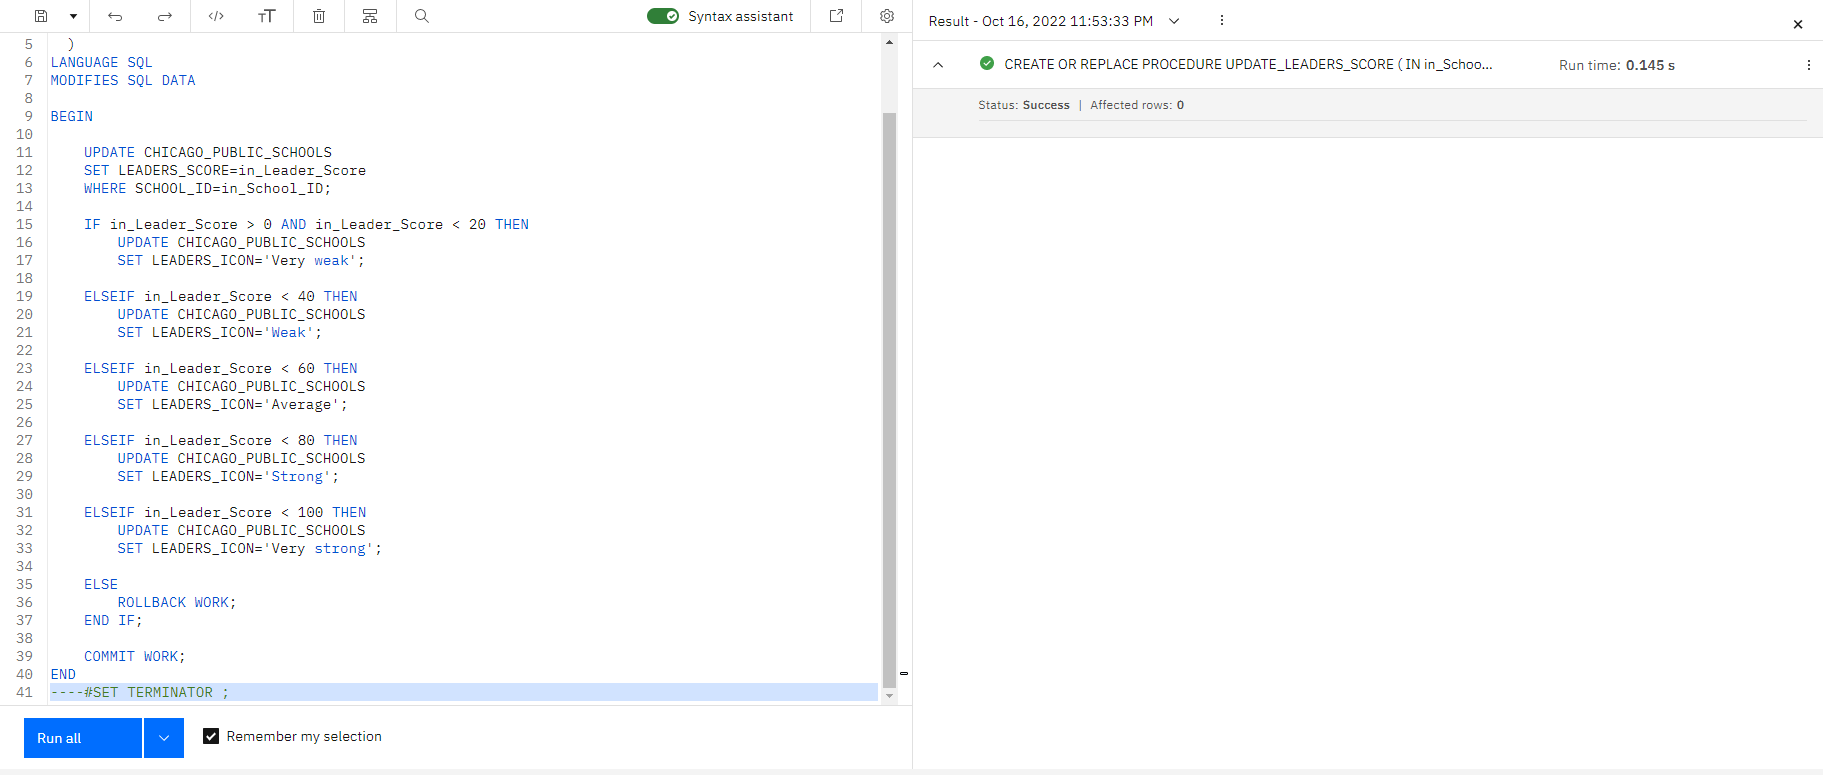 Syntax assistant
5 )
6 LANGUAGE SQL
7 MODIFIES SQL DATA
8
9 BEGIN
10
11 UPDATE CHICAGO_PUBLIC_SCHOOLS
12 SET LEADERS_SCORE=in_Leader_Score
13 WHERE SCHOOL_ID=in_School_ID;
14
15 IF in_Leader_Score > 0 AND in_Leader_Score < 20 THEN
16 UPDATE CHICAGO_PUBLIC_SCHOOLS
17 SET LEADERS_ICON='Very weak';
18
19 ELSEIF in_Leader_Score < 40 THEN
20 UPDATE CHICAGO_PUBLIC_SCHOOLS
21 SET LEADERS_ICON='Weak';
22
23 ELSEIF in_Leader_Score < 60 THEN
24 UPDATE CHICAGO_PUBLIC_SCHOOLS
25 SET LEADERS_ICON='Average';
26
27 ELSEIF in_Leader_Score < 80 THEN
28 UPDATE CHICAGO_PUBLIC_SCHOOLS
29 SET LEADERS_ICON='Strong';
30
31 ELSEIF in_Leader_Score < 100 THEN
32 UPDATE CHICAGO_PUBLIC_SCHOOLS
33 SET LEADERS_ICON='Very strong';
34
35 ELSE
36 ROLLBACK WORK;
37 END IF;
38
39 COMMIT WORK;
40 END
41 ----#SET TERMINATOR ;
Run all
Remember my selection
Result - Oct 16, 2022 11:53:33 PM
CREATE OR REPLACE PROCEDURE UPDATE_LEADERS_SCORE ( IN in_Schoo... Run time: 0.145 s
Status: Success | Affected rows: 0